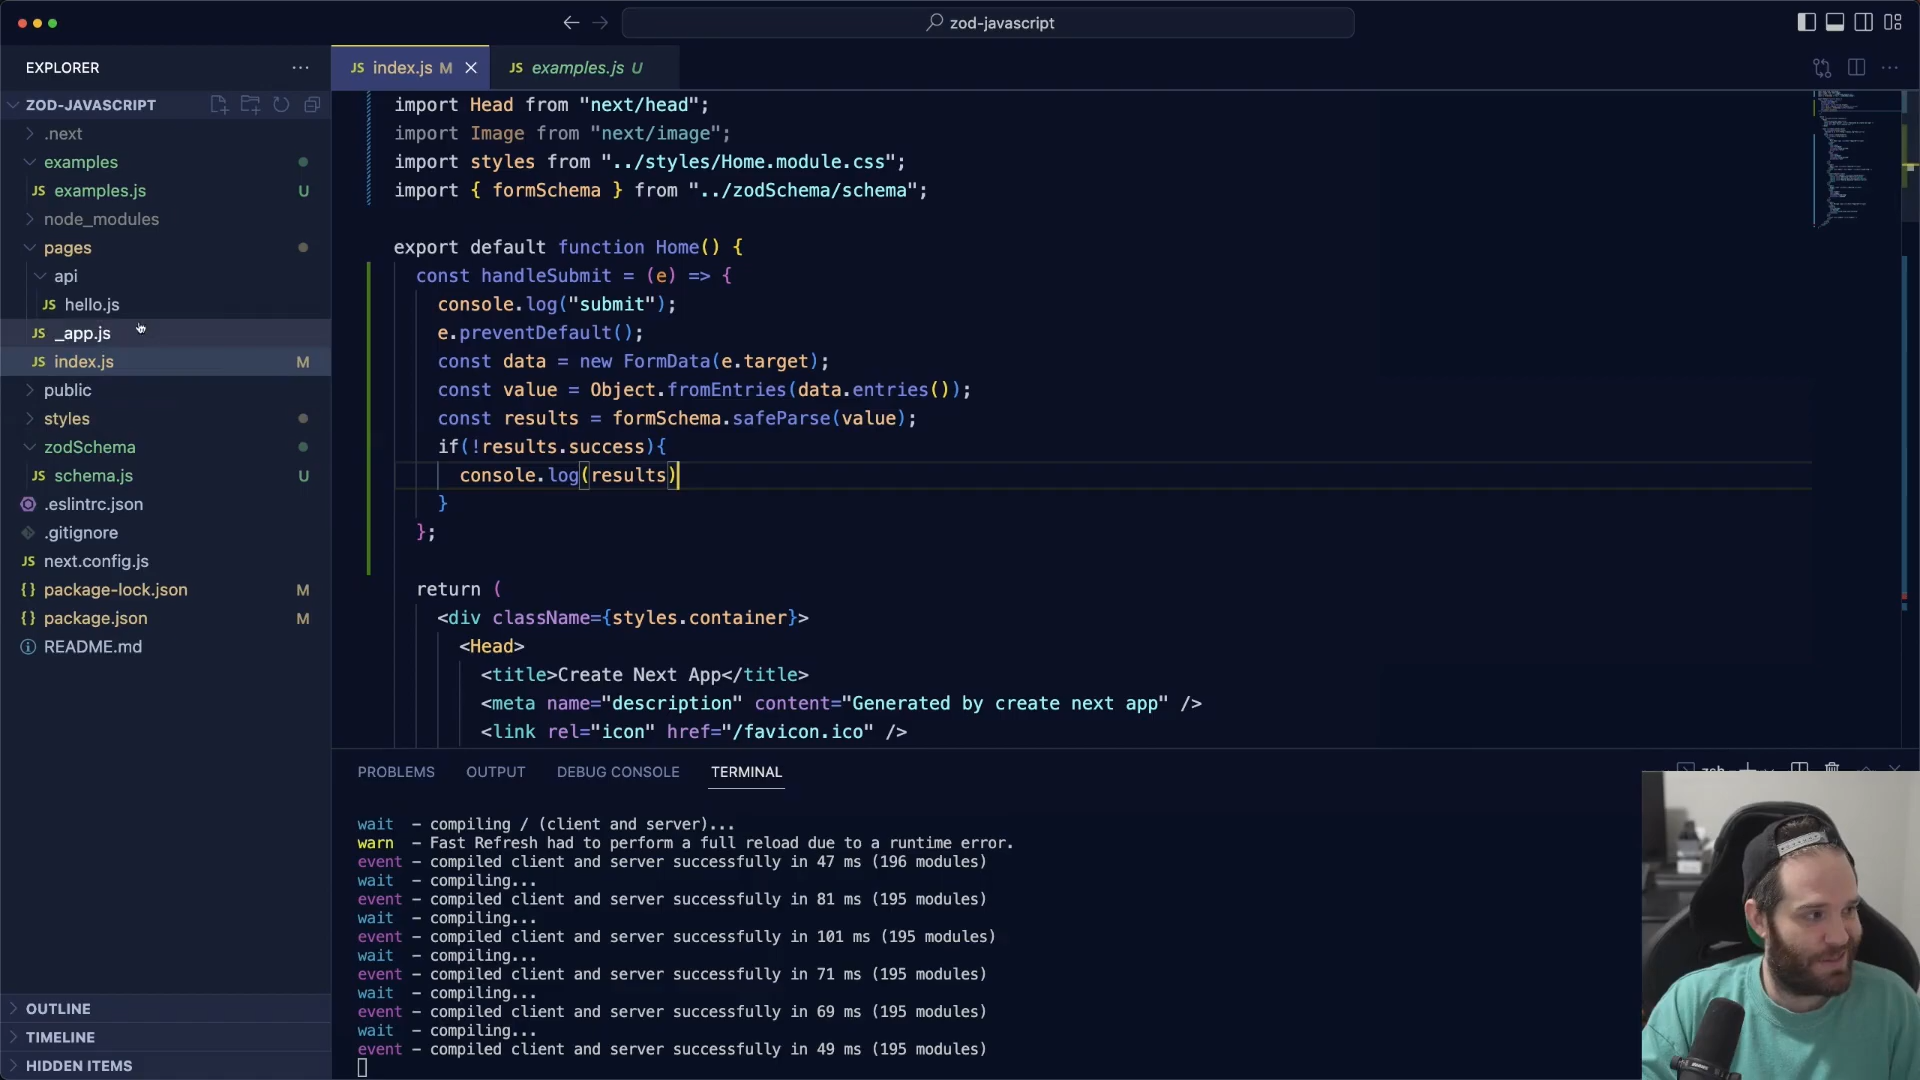 zod-javascript
EXPLORER
ZOD-JAVASCRIPT
.next
examples
JS examples.js U
node_modules
pages
api
JS hello.js
JS _app.js
JS index.js M
public
styles
zodSchema
JS schema.js U
.eslintrc.json
.gitignore
JS next.config.js
{} package-lock.json M
{} package.json M
README.md
OUTLINE
TIMELINE
HIDDEN ITEMS
JS index.js M
JS examples.js U
import Head from "next/head";
import Image from "next/image";
import styles from "../styles/Home.module.css";
import { formSchema } from "../zodSchema/schema";
export default function Home() {
const handleSubmit = (e) => {
console.log("submit");
e.preventDefault();
const data = new FormData(e.target);
const value = Object.fromEntries(data.entries());
const results = formSchema.safeParse(value);
if(!results.success){
console.log(results)
}
};
return (
<div className={styles.container}>
<Head>
<title>Create Next App</title>
<meta name="description" content="Generated by create next app" />
<link rel="icon" href="/favicon.ico" />
PROBLEMS OUTPUT DEBUG CONSOLE TERMINAL
wait – compiling / (client and server)...
warn – Fast Refresh had to perform a full reload due to a runtime error.
event – compiled client and server successfully in 47 ms (196 modules)
wait – compiling...
event – compiled client and server successfully in 81 ms (195 modules)
wait – compiling...
event – compiled client and server successfully in 101 ms (195 modules)
wait – compiling...
event – compiled client and server successfully in 71 ms (195 modules)
wait – compiling...
event – compiled client and server successfully in 69 ms (195 modules)
wait – compiling...
event – compiled client and server successfully in 49 ms (195 modules)